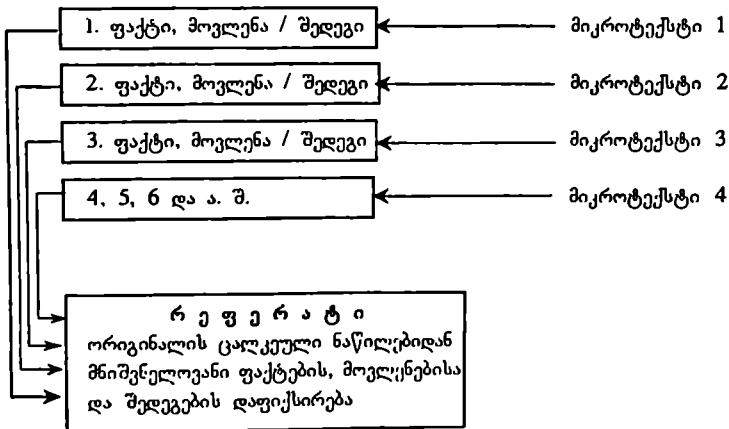 1. ფაქტი, მოვლენა / შედეგი მიკროტექსტი 1
2. ფაქტი, მოვლენა / შედეგი მიკროტექსტი 2
3. ფაქტი, მოვლენა / შედეგი მიკროტექსტი 3
4, 5, 6 და ა. შ. მიკროტექსტი 4
რ ე ფ ე რ ა ტ ი
ორიგინალის ცალკეული ნაწილებიდან
მნიშვნელოვანი ფაქტების, მოვლენებისა
და შედეგების დაფიქსირება